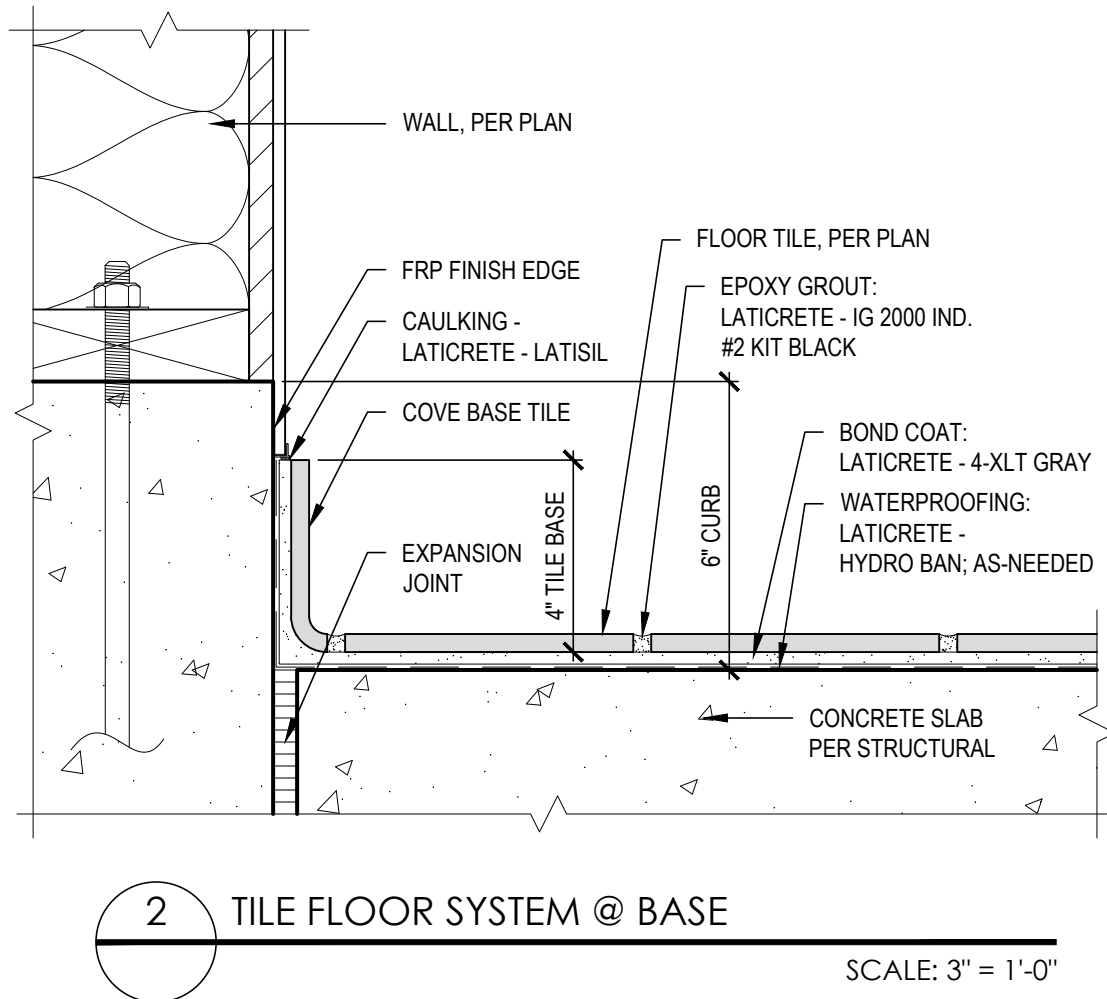 WALL, PER PLAN
FLOOR TILE, PER PLAN
FRP FINISH EDGE
EPOXY GROUT:
LATICRETE - IG 2000 IND.
#2 KIT BLACK
CAULKING -
LATICRETE - LATISIL
COVE BASE TILE
BOND COAT:
LATICRETE - 4-XLT GRAY
WATERPROOFING:
LATICRETE -
HYDRO BAN; AS-NEEDED
4" TILE BASE
6" CURB
EXPANSION
JOINT
CONCRETE SLAB
PER STRUCTURAL
2
TILE FLOOR SYSTEM @ BASE
SCALE: 3" = 1'-0"